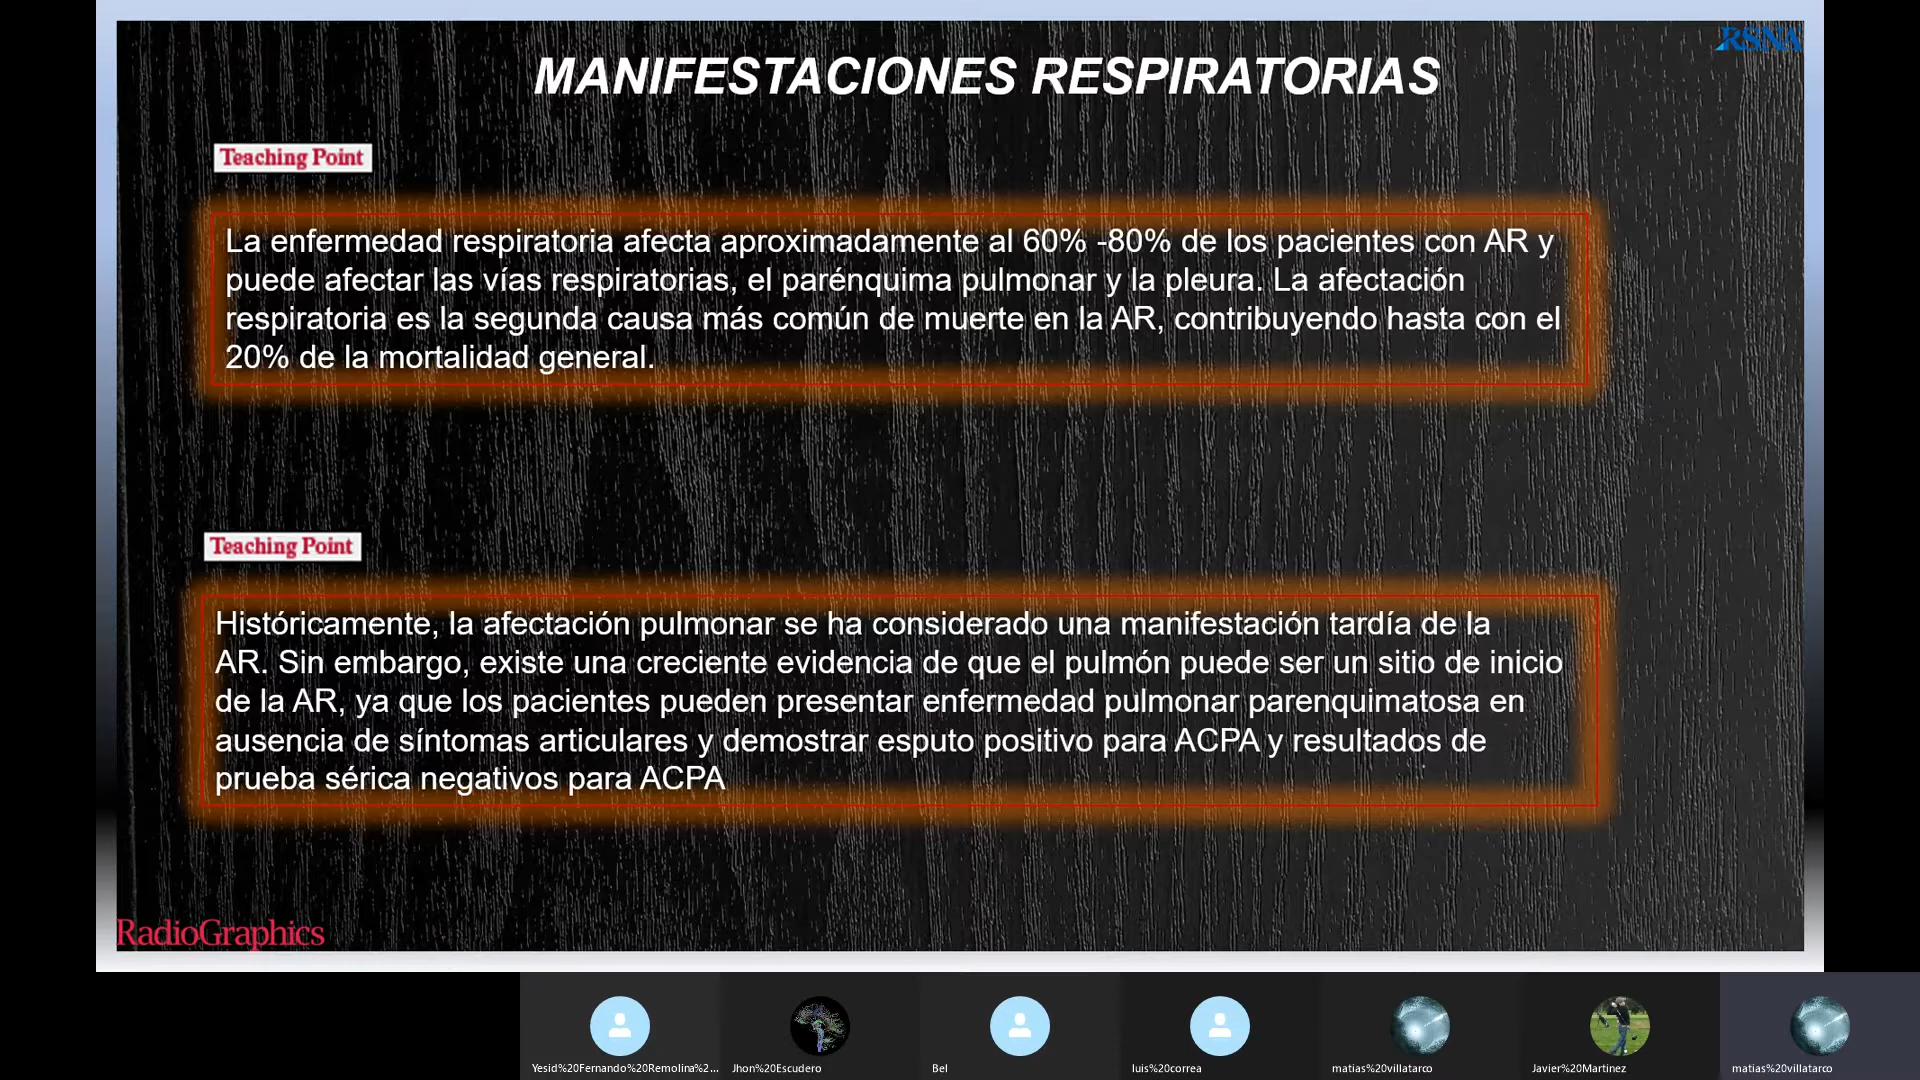 RSNA
MANIFESTACIONES RESPIRATORIAS
Teaching Point
La enfermedad respiratoria afecta aproximadamente al 60% -80% de los pacientes con AR y
puede afectar las vías respiratorias, el parénquima pulmonar y la pleura. La afectación
respiratoria es la segunda causa más común de muerte en la AR, contribuyendo hasta con el
20% de la mortalidad general.
Teaching Point
Históricamente, la afectación pulmonar se ha considerado una manifestación tardía de la
AR. Sin embargo, existe una creciente evidencia de que el pulmón puede ser un sitio de inicio
de la AR, ya que los pacientes pueden presentar enfermedad pulmonar parenquimatosa en
ausencia de síntomas articulares y demostrar esputo positivo para ACPA y resultados de
prueba sérica negativos para ACPA
RadioGraphics
Yesid%20Fernando%20Remolina%2...
Jhon%20Escudero
Bel
luis%20correa
matias%20villatarco
Javier%20Martinez
matias%20villatarco